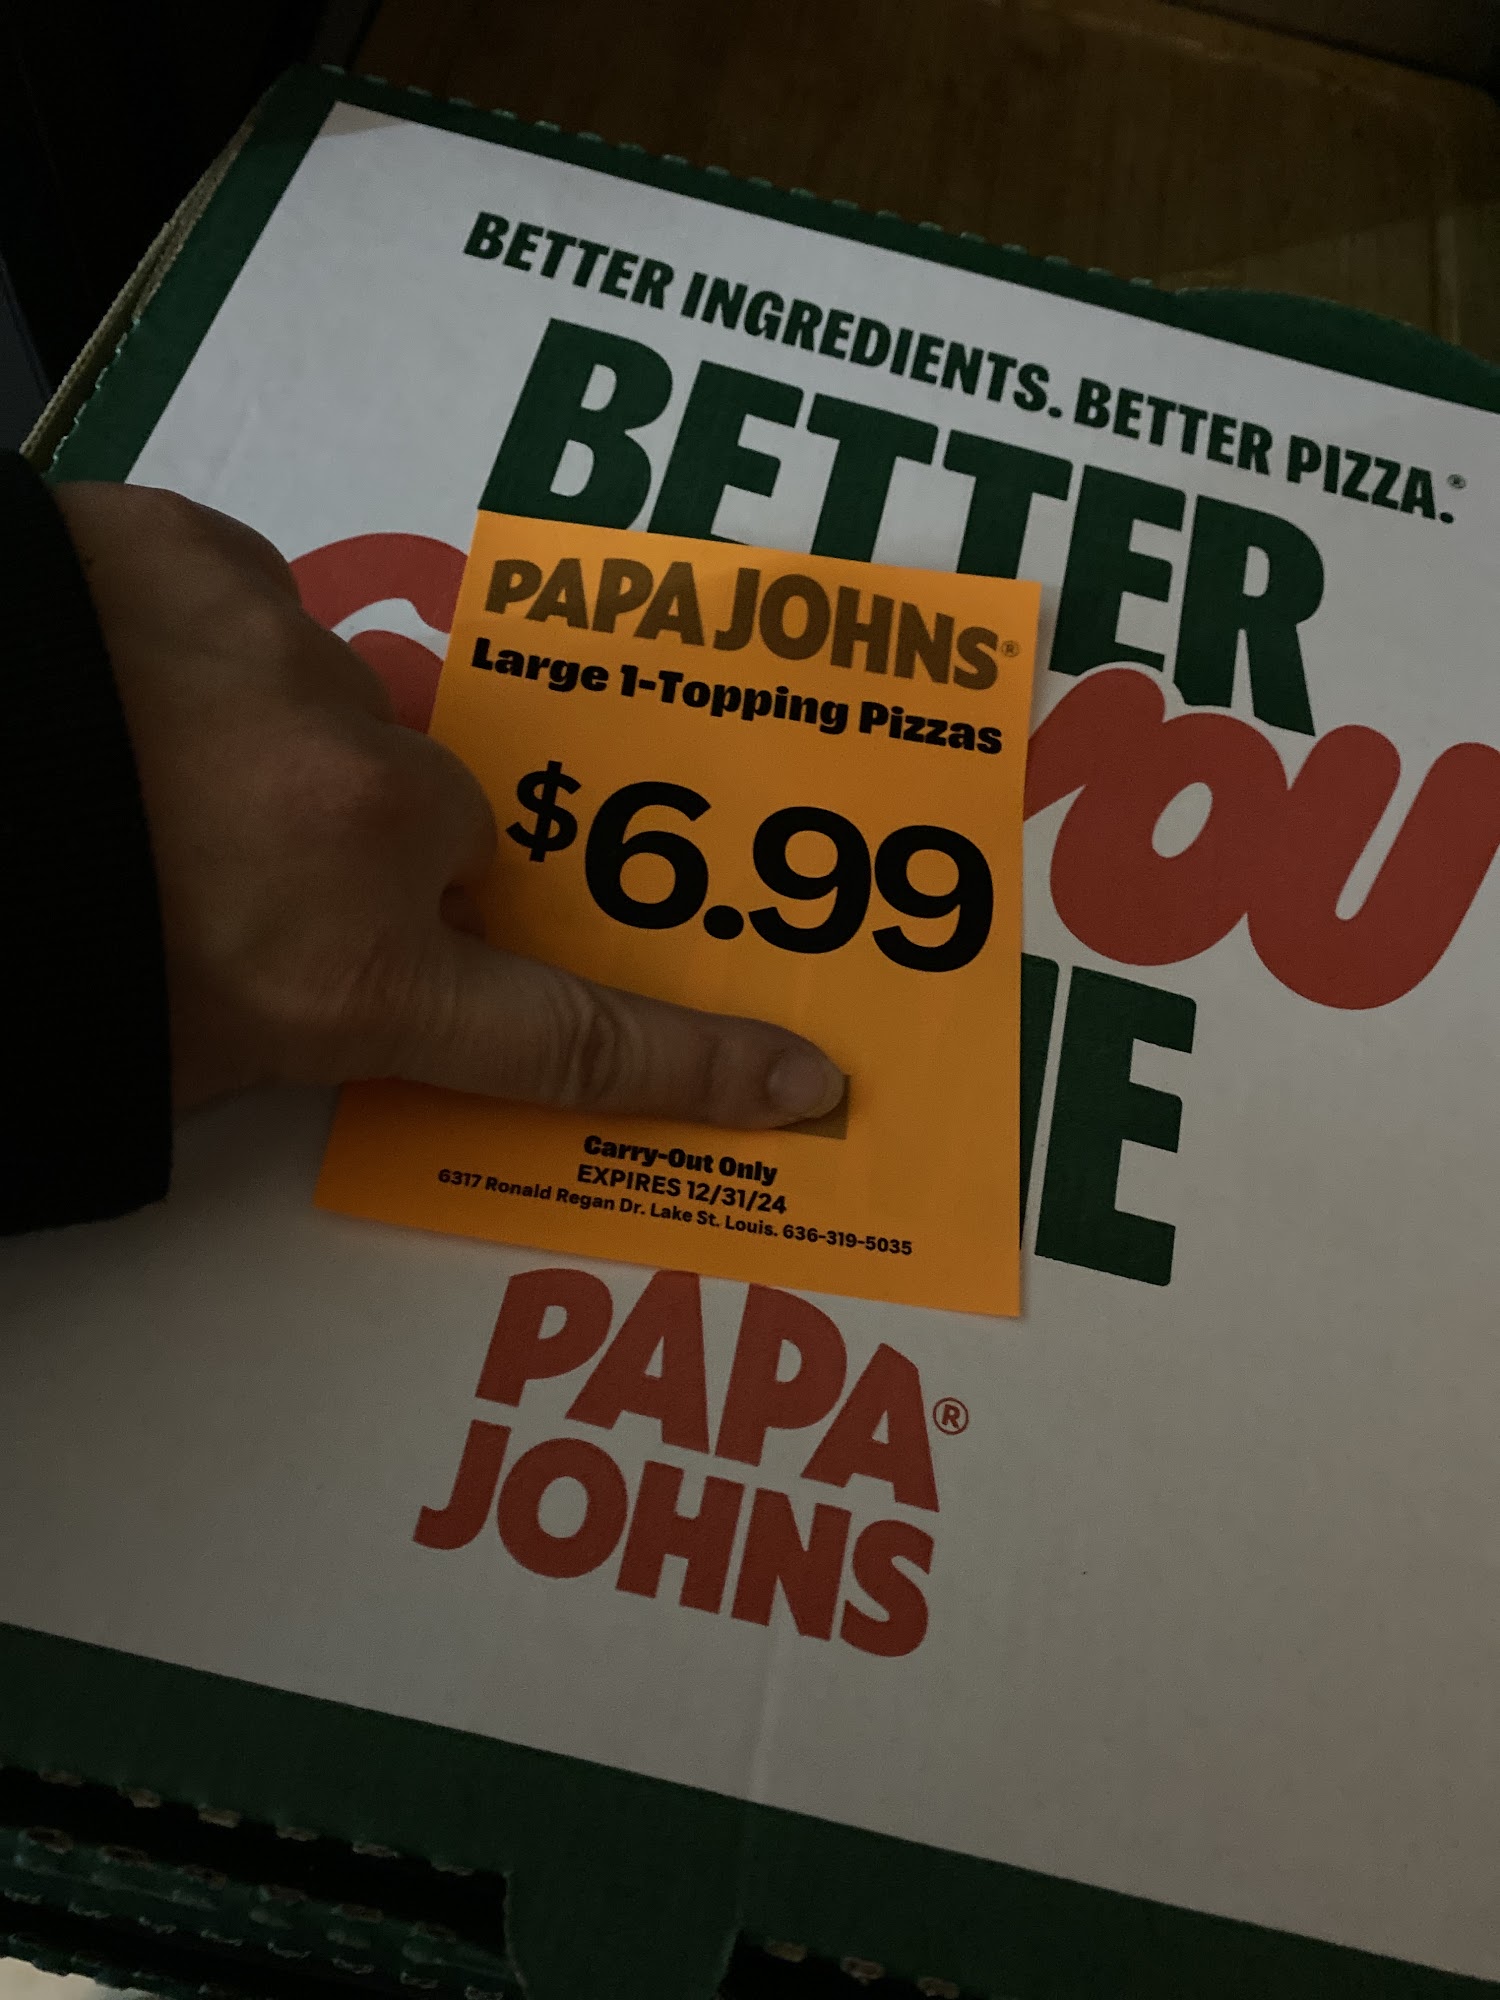 BETTER INGREDIENTS. BETTER PIZZA.®
BETTER
YOU
PAPA JOHNS®
Large 1-Topping Pizzas
$6.99
Carry-Out Only
EXPIRES 12/31/24
6317 Ronald Regan Dr. Lake St. Louis. 636-319-5035
PAPA®
JOHNS